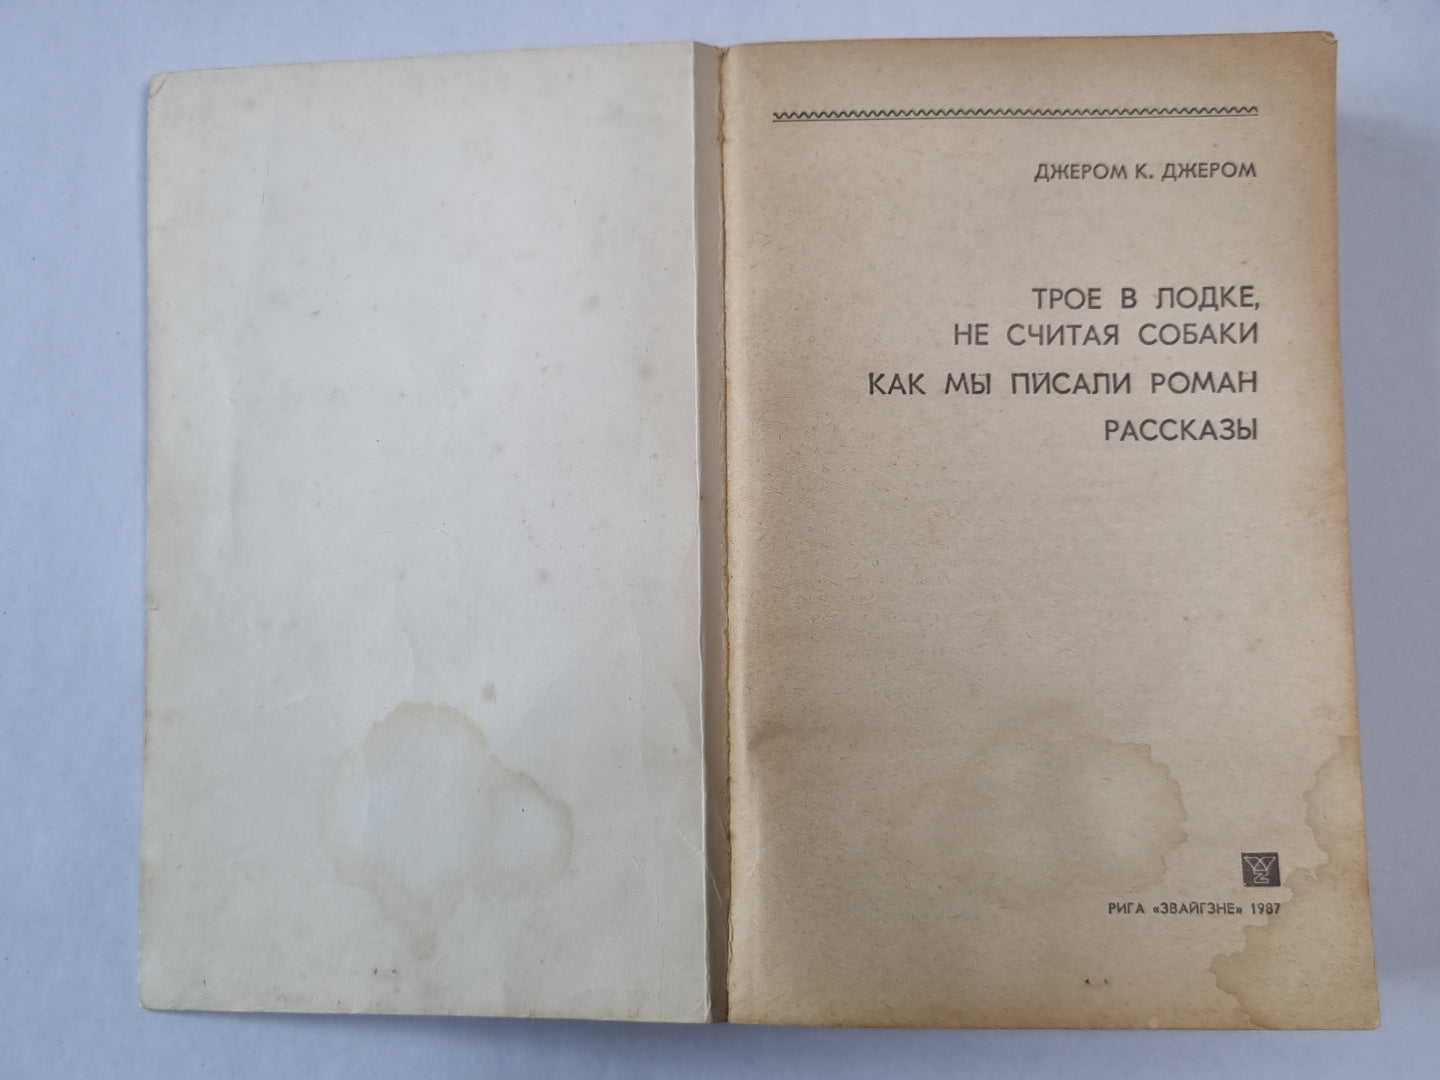 ДЖЕРОМ К. ДЖЕРОМ
ТРОЕ В ЛОДКЕ,
НЕ СЧИТАЯ СОБАКИ
КАК МЫ ПИСАЛИ РОМАН
РАССКАЗЫ
РИГА «ЗВАЙГЗНЕ» 1987